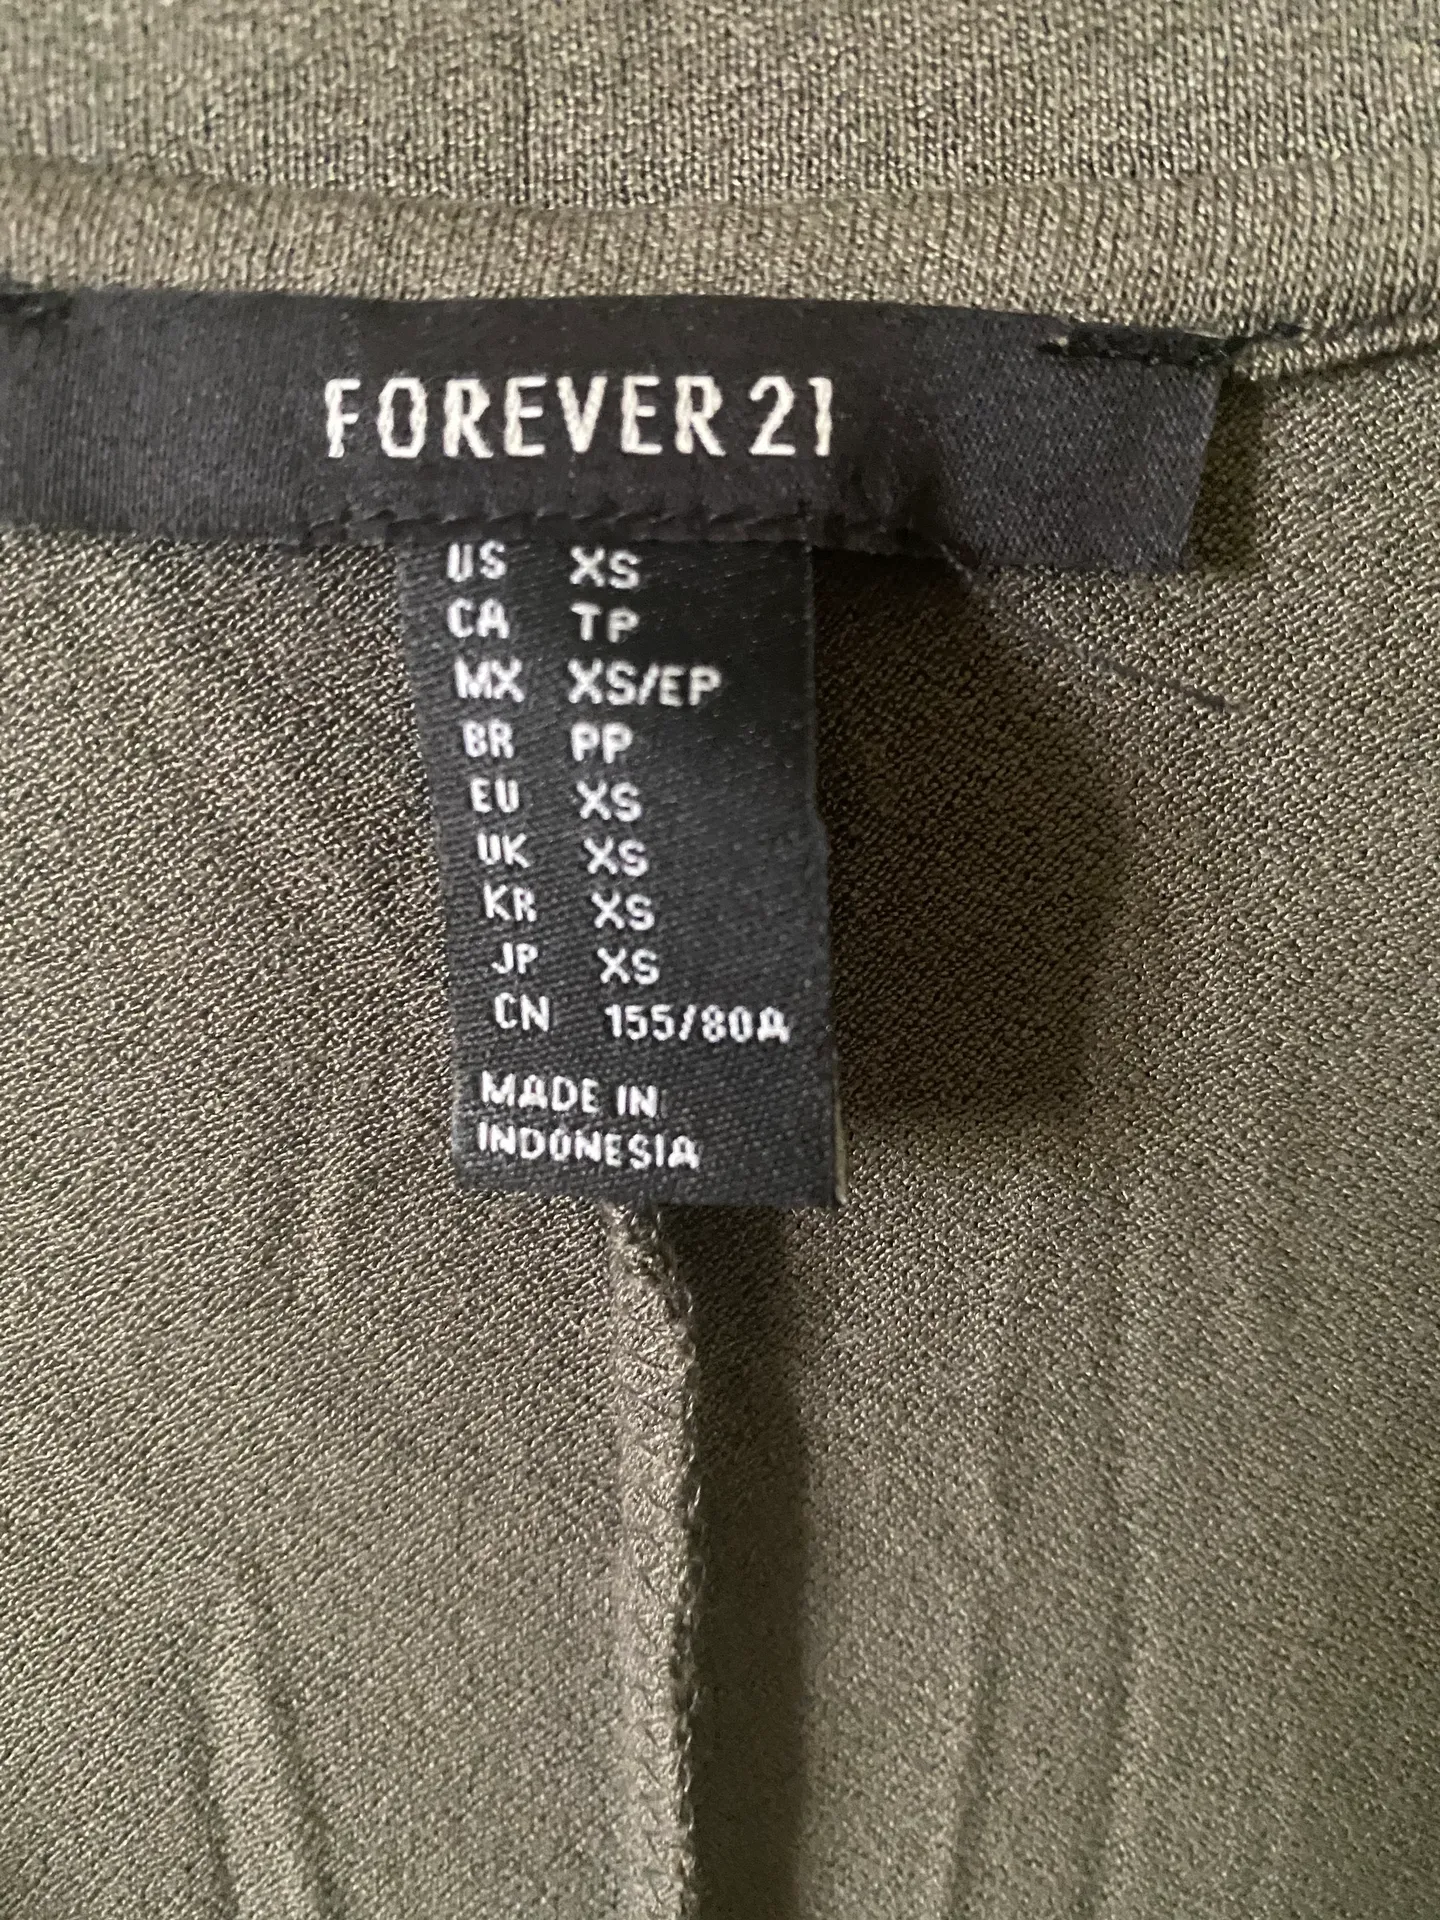 FOREVER 21
US XS
CA TP
MX XS/EP
BR PP
EU XS
UK XS
KR XS
JP XS
CN 155/80A
MADE IN
INDONESIA